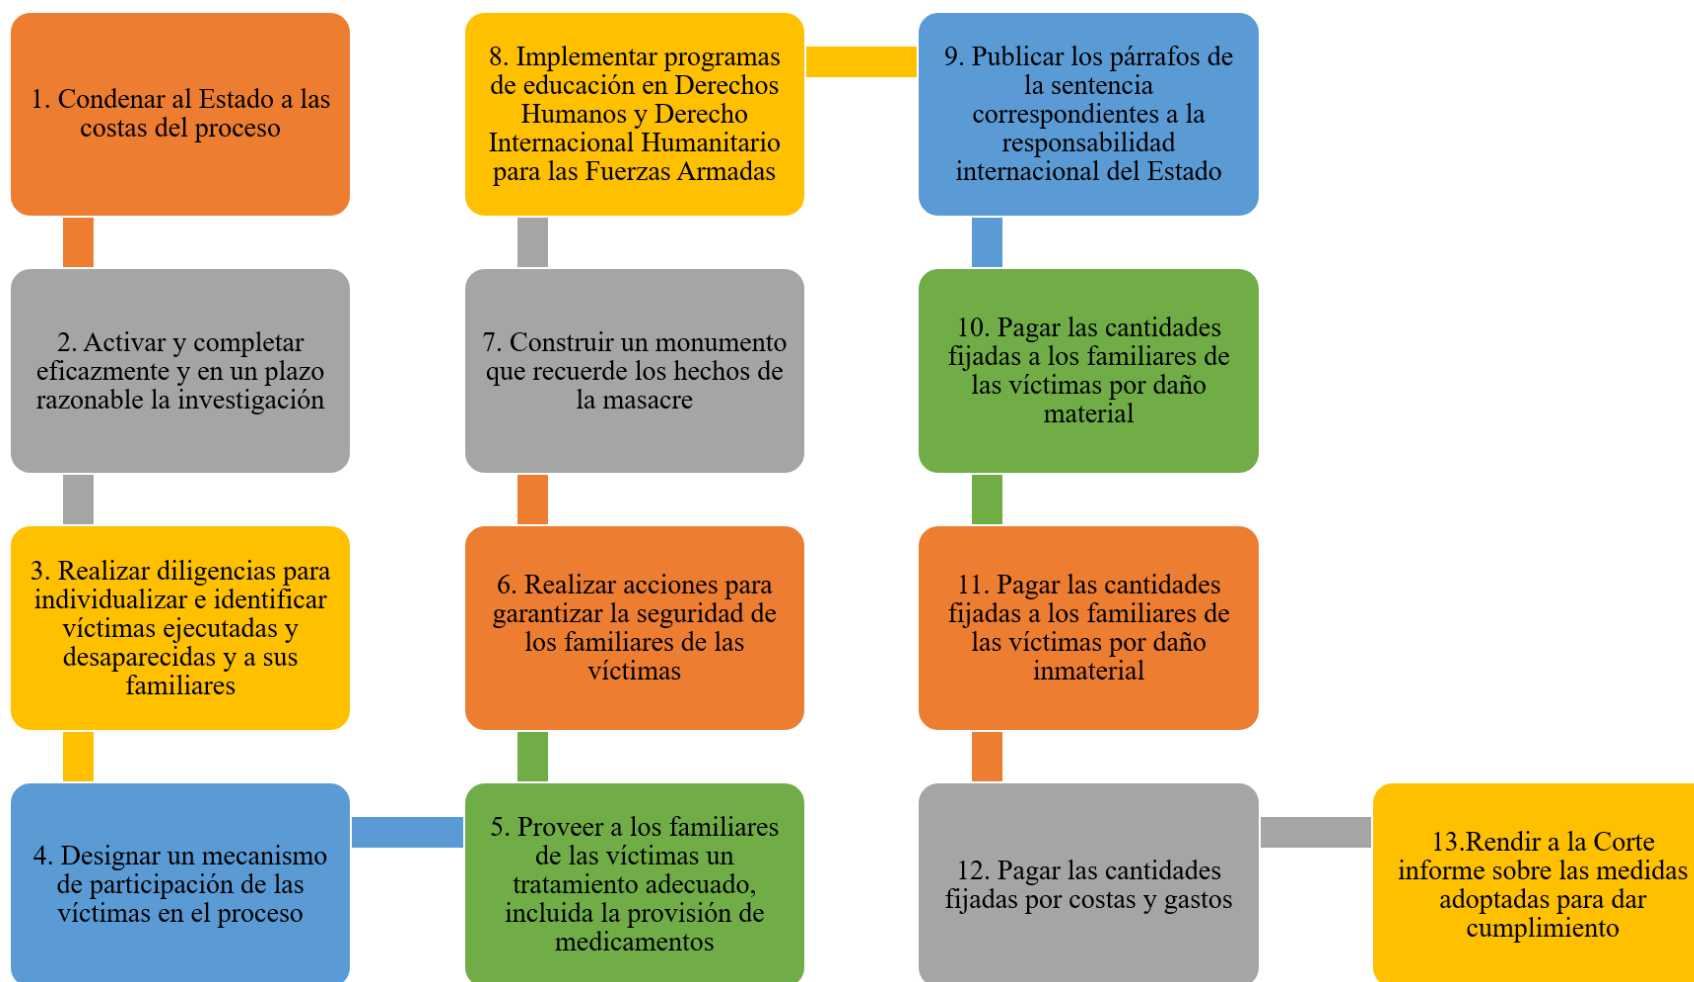 1. Condenar al Estado a las
costas del proceso
2. Activar y completar
eficazmente y en un plazo
razonable la investigación
3. Realizar diligencias para
individualizar e identificar
víctimas ejecutadas y
desaparecidas y a sus
familiares
4. Designar un mecanismo
de participación de las
víctimas en el proceso
5. Proveer a los familiares
de las víctimas un
tratamiento adecuado,
incluida la provisión de
medicamentos
6. Realizar acciones para
garantizar la seguridad de
los familiares de las
víctimas
7. Construir un monumento
que recuerde los hechos de
la masacre
8. Implementar programas
de educación en Derechos
Humanos y Derecho
Internacional Humanitario
para las Fuerzas Armadas
9. Publicar los párrafos de
la sentencia
correspondientes a la
responsabilidad
internacional del Estado
10. Pagar las cantidades
fijadas a los familiares de
las víctimas por daño
material
11. Pagar las cantidades
fijadas a los familiares de
las víctimas por daño
inmaterial
12. Pagar las cantidades
fijadas por costas y gastos
13.Rendir a la Corte
informe sobre las medidas
adoptadas para dar
cumplimiento